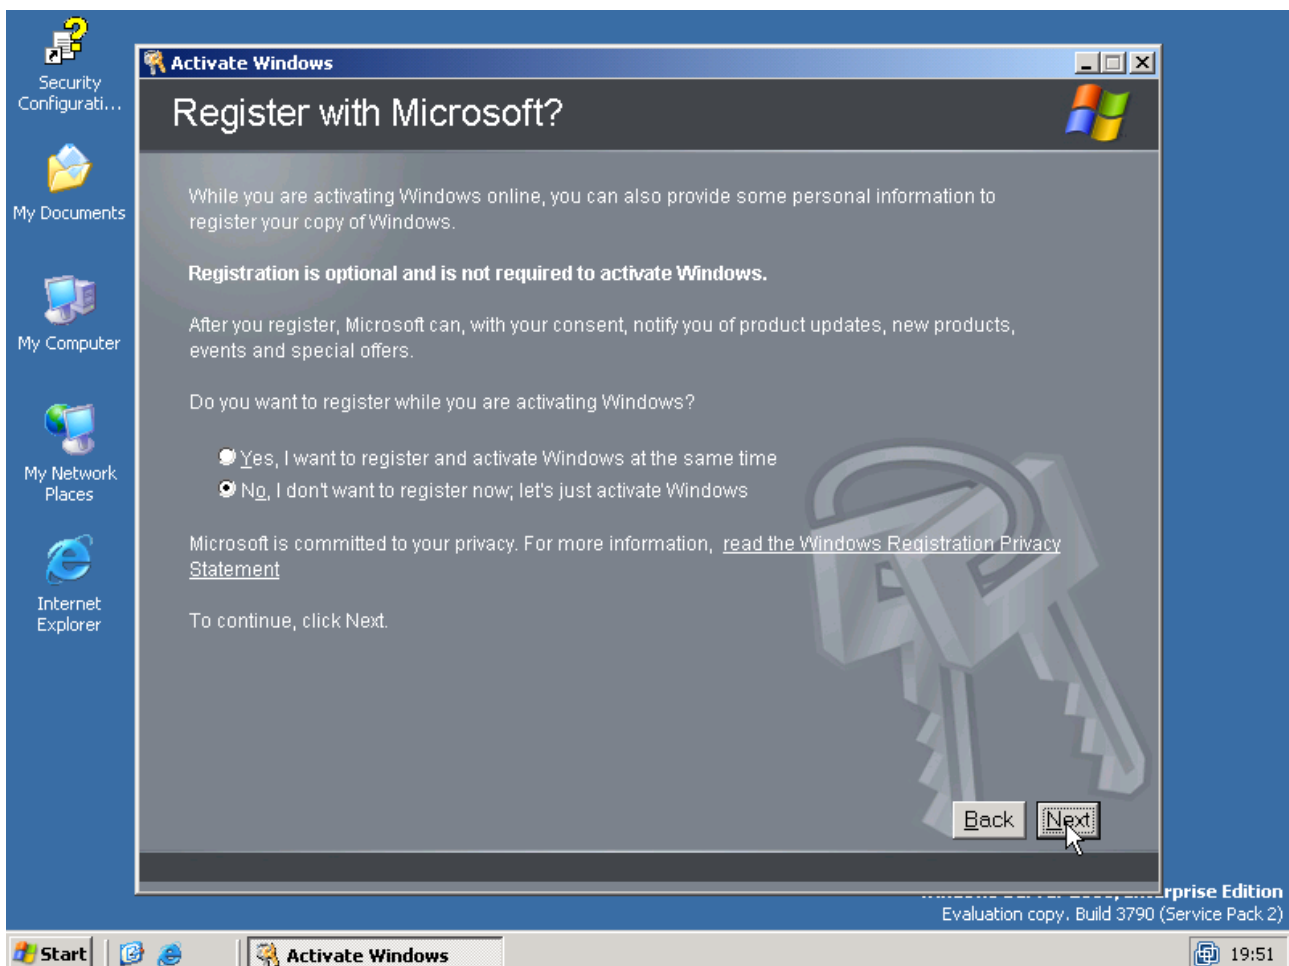 Security
Configurati...
My Documents
My Computer
My Network
Places
Internet
Explorer
Activate Windows
Register with Microsoft?
While you are activating Windows online, you can also provide some personal information to
register your copy of Windows.
Registration is optional and is not required to activate Windows.
After you register, Microsoft can, with your consent, notify you of product updates, new products,
events and special offers.
Do you want to register while you are activating Windows?
Yes, I want to register and activate Windows at the same time
No, I don't want to register now; let's just activate Windows
Microsoft is committed to your privacy. For more information, read the Windows Registration Privacy
Statement
To continue, click Next.
Back
Next
Edition
Evaluation copy. Build 3790 (Service Pack 2)
Start
Activate Windows
19:51